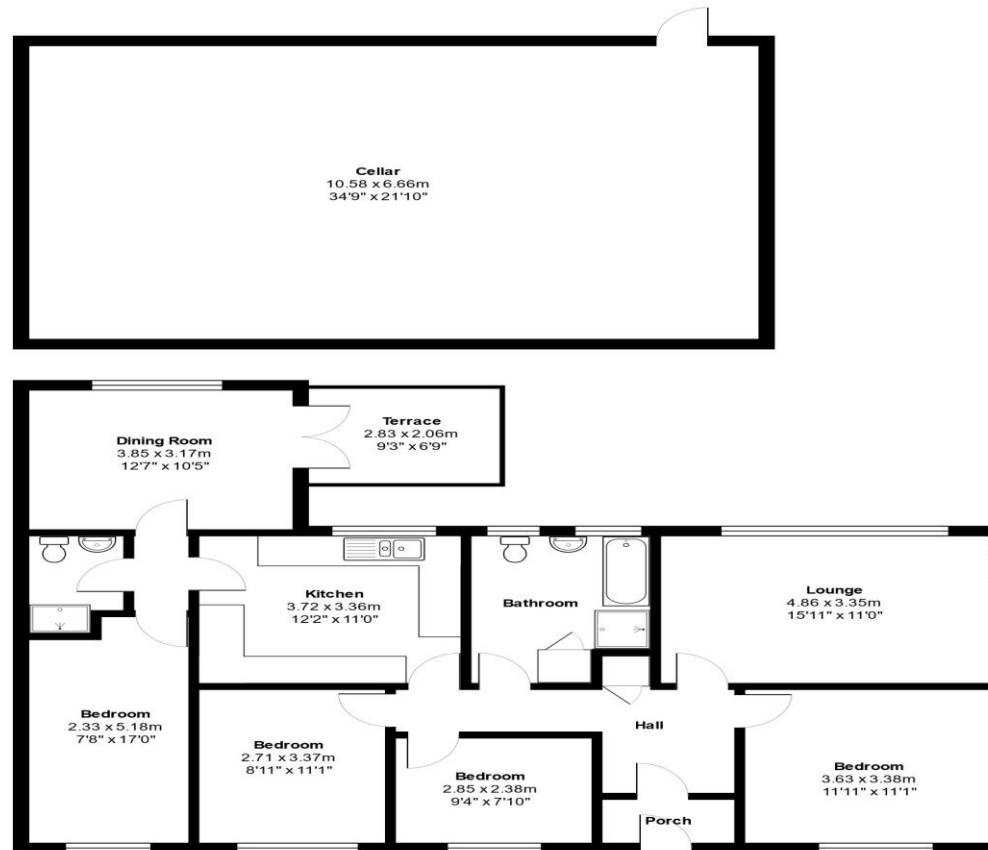 Cellar
10.58 x 6.66m
34'9" x 21'10"
Dining Room
3.85 x 3.17m
12'7" x 10'5"
Terrace
2.83 x 2.06m
9'3" x 6'9"
Kitchen
3.72 x 3.36m
12'2" x 11'0"
Bathroom
Lounge
4.86 x 3.35m
15'11" x 11'0"
Bedroom
2.33 x 5.18m
7'8" x 17'0"
Bedroom
2.71 x 3.37m
8'11" x 11'1"
Bedroom
2.85 x 2.38m
9'4" x 7'10"
Hall
Porch
Bedroom
3.63 x 3.38m
11'11" x 11'1"